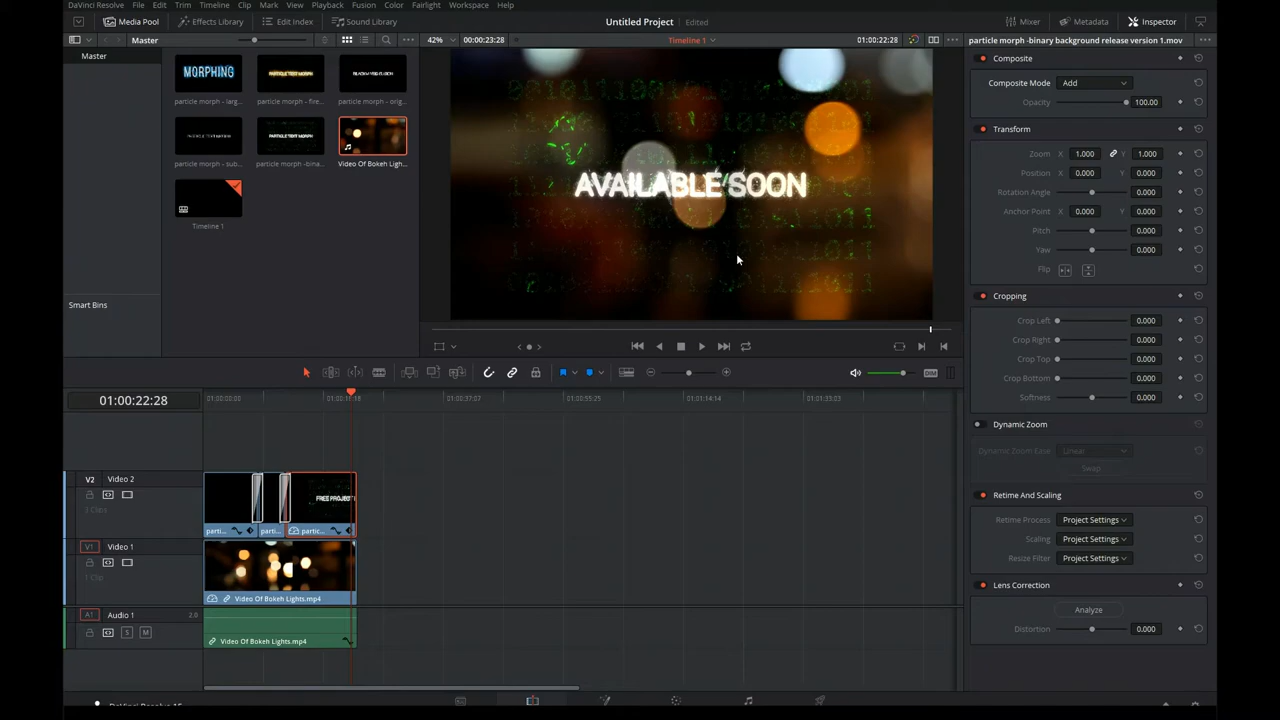 DaVinci Resolve File Edit Trim Timeline Clip Mark View Playback Fusion Color Fairlight Workspace Help
Media Pool Effects Library Edit Index Sound Library Untitled Project Edited Mixer Metadata Inspector
Master 42% 00:00:23:28 Timeline 1 01:00:22:28 particle morph -binary background release version 1.mov
Master
MORPHING
particle morph - larg...
particle morph - fire...
particle morph - orig...
PARTICLE TEXT MORPH
particle morph - sub...
particle morph -bina...
Video Of Bokeh Ligh...
Timeline 1
Smart Bins
AVAILABLE SOON
Composite
Composite Mode Add
Opacity 100.00
Transform
Zoom X 1.000 Y 1.000
Position X 0.000 Y 0.000
Rotation Angle 0.000
Anchor Point X 0.000 Y 0.000
Pitch 0.000
Yaw 0.000
Flip
Cropping
Crop Left 0.000
Crop Right 0.000
Crop Top 0.000
Crop Bottom 0.000
Softness 0.000
Dynamic Zoom
Dynamic Zoom Ease Linear
Swap
Retime And Scaling
Retime Process Project Settings
Scaling Project Settings
Resize Filter Project Settings
Lens Correction
Analyze
Distortion 0.000
DIM
01:00:22:28 01:00:00:00 01:00:18:18 01:00:37:07 01:00:55:25 01:01:14:14 01:01:33:03
V2 Video 2
3 Clips
FREE PROJECT
parti... parti... partic...
V1 Video 1
1 Clip
Video Of Bokeh Lights.mp4
A1 Audio 1 2.0
S M
Video Of Bokeh Lights.mp4
DaVinci Resolve 15